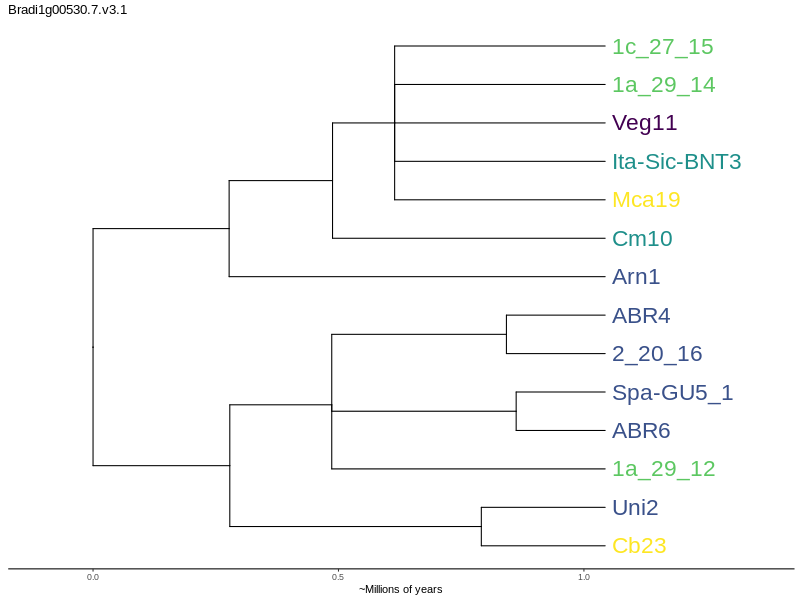 Bradi1g00530.7.v3.1
1c_27_15
1a_29_14
Veg11
Ita-Sic-BNT3
Mca19
Cm10
Arn1
ABR4
2_20_16
Spa-GU5_1
ABR6
1a_29_12
Uni2
Cb23
0.0 0.5 1.0
~Millions of years